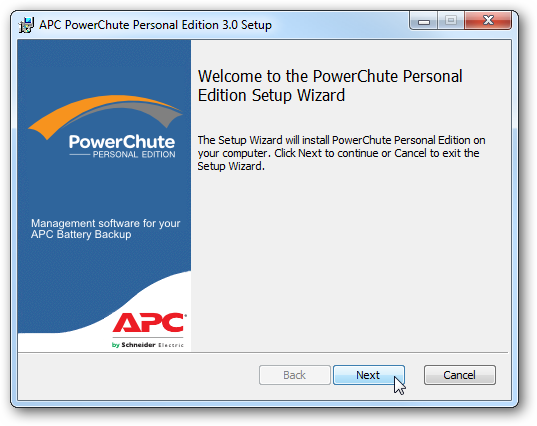 APC PowerChute Personal Edition 3.0 Setup
Welcome to the PowerChute Personal
Edition Setup Wizard
PowerChute
PERSONAL EDITION
The Setup Wizard will install PowerChute Personal Edition on
your computer. Click Next to continue or Cancel to exit the
Setup Wizard.
Management software for your
APC Battery Backup
APC
by Schneider Electric
Back
Next
Cancel